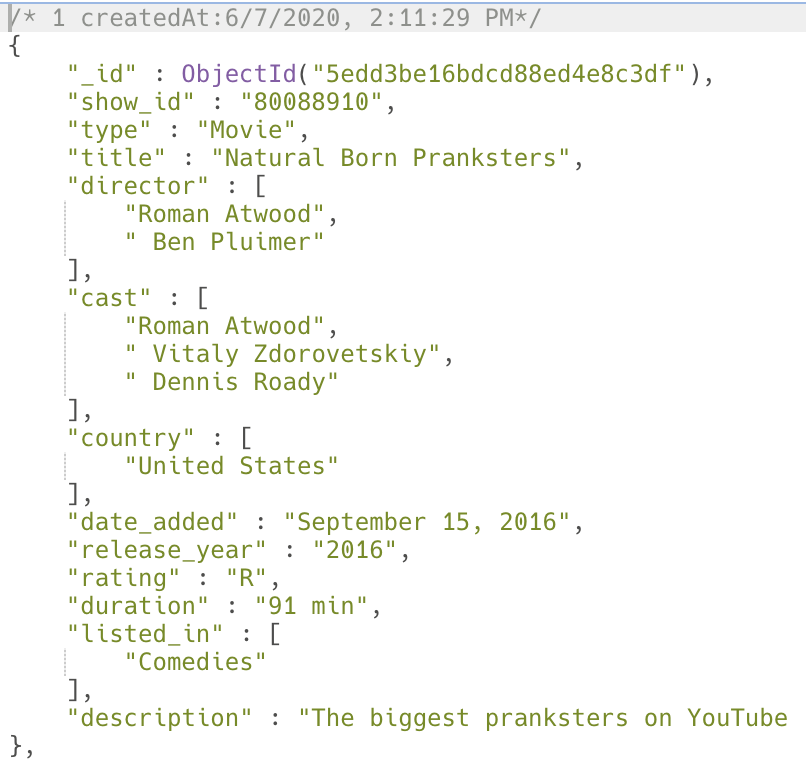 /* 1 createdAt:6/7/2020, 2:11:29 PM*/
{
    "_id" : ObjectId("5edd3be16bdcd88ed4e8c3df"),
    "show_id" : "80088910",
    "type" : "Movie",
    "title" : "Natural Born Pranksters",
    "director" : [
        "Roman Atwood",
        " Ben Pluimer"
    ],
    "cast" : [
        "Roman Atwood",
        " Vitaly Zdorovetskiy",
        " Dennis Roady"
    ],
    "country" : [
        "United States"
    ],
    "date_added" : "September 15, 2016",
    "release_year" : "2016",
    "rating" : "R",
    "duration" : "91 min",
    "listed_in" : [
        "Comedies"
    ],
    "description" : "The biggest pranksters on YouTube
},